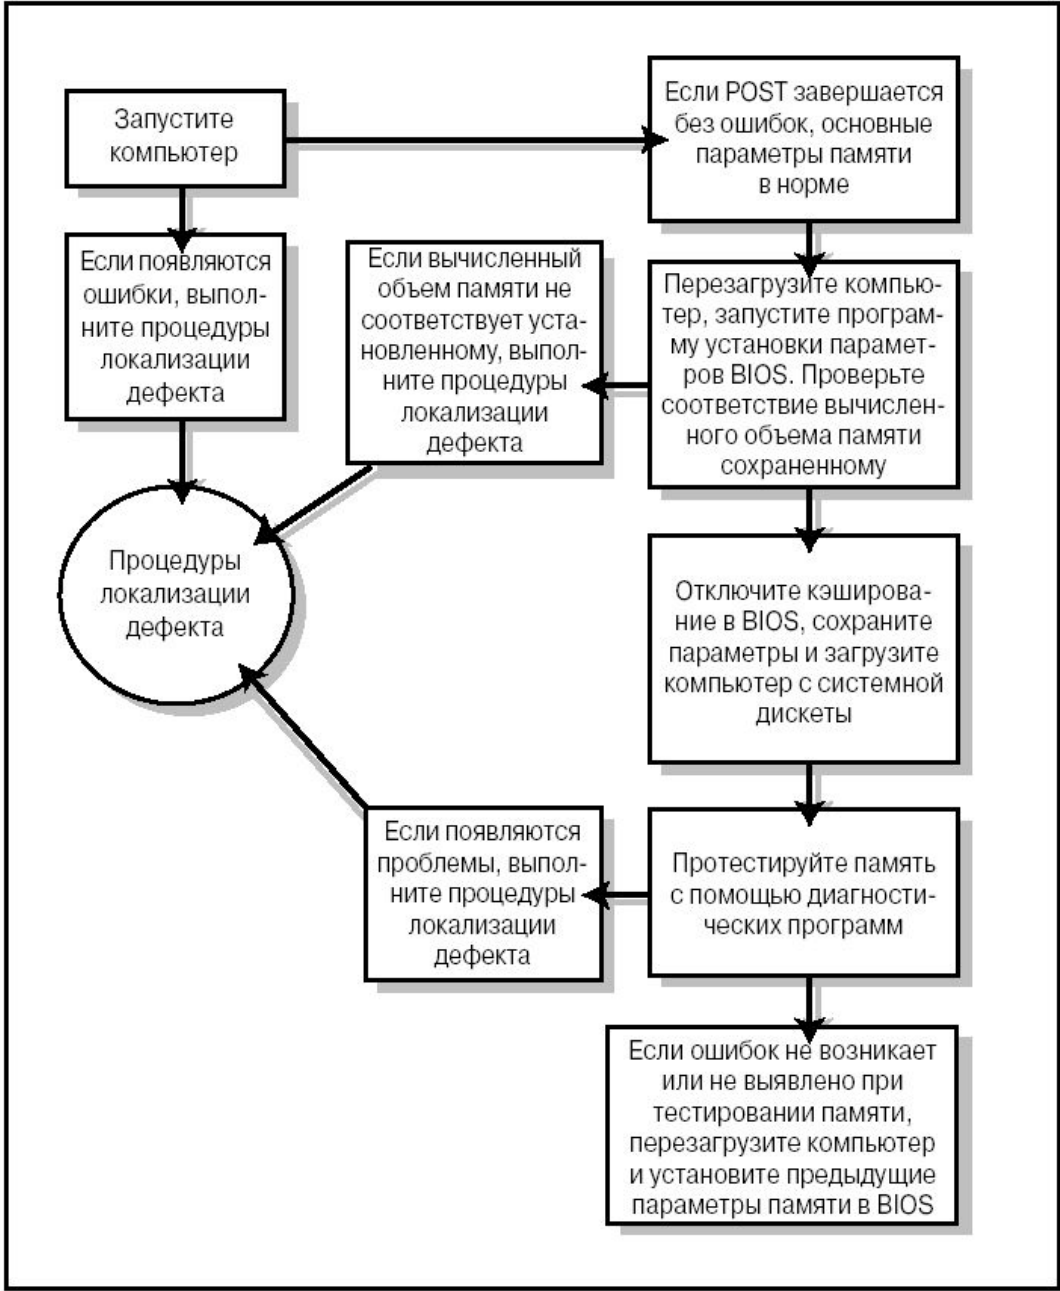 Запустите
компьютер
Если POST завершается
без ошибок, основные
параметры памяти
в норме
Если появляются
ошибки, выпол-
ните процедуры
локализации
дефекта
Если вычисленный
объем памяти не
соответствует уста-
новленному, выпол-
ните процедуры
локализации
дефекта
Перезагрузите компью-
тер, запустите програм-
му установки парамет-
ров BIOS. Проверьте
соответствие вычислен-
ного объема памяти
сохраненному
Процедуры
локализации
дефекта
Отключите кэширова-
ние в BIOS, сохраните
параметры и загрузите
компьютер с системной
дискеты
Если появляются
проблемы, выпол-
ните процедуры
локализации
дефекта
Протестируйте память
с помощью диагности-
ческих программ
Если ошибок не возникает
или не выявлено при
тестировании памяти,
перезагрузите компьютер
и установите предыдущие
параметры памяти в BIOS